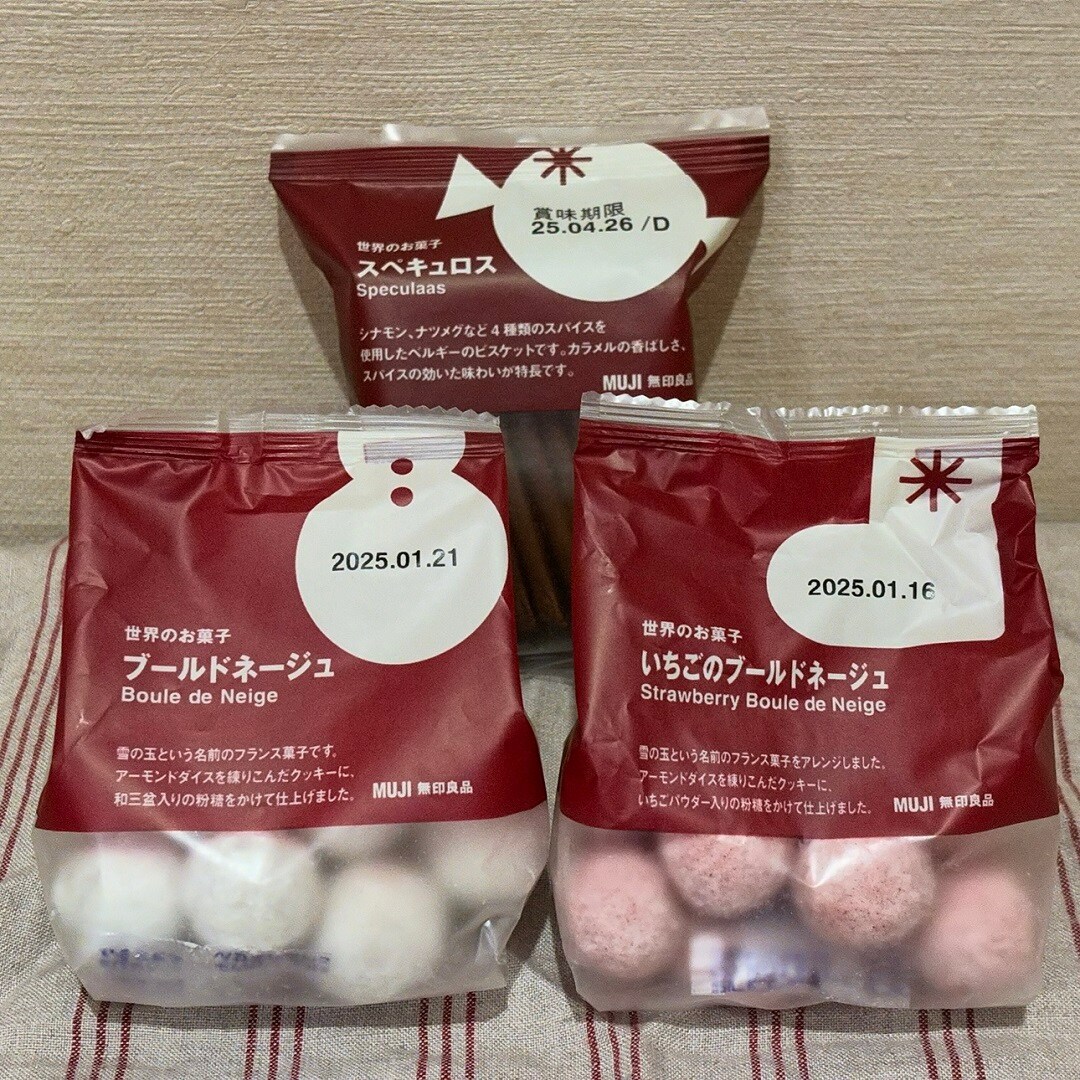 賞味期限
25.04.26 /D
世界のお菓子
スペキュロス
Speculaas
シナモン、ナツメグなど4種類のスパイスを
使用したベルギーのビスケットです。カラメルの香ばしさ、
スパイスの効いた味わいが特長です。
MUJI 無印良品
2025.01.21
世界のお菓子
ブールドネージュ
Boule de Neige
雪の玉という名前のフランス菓子です。
アーモンドダイスを練りこんだクッキーに、
和三盆入りの粉糖をかけて仕上げました。
MUJI 無印良品
2025.01.16
世界のお菓子
いちごのブールドネージュ
Strawberry Boule de Neige
雪の玉という名前のフランス菓子をアレンジしました。
アーモンドダイスを練りこんだクッキーに、
いちごパウダー入りの粉糖をかけて仕上げました。
MUJI 無印良品